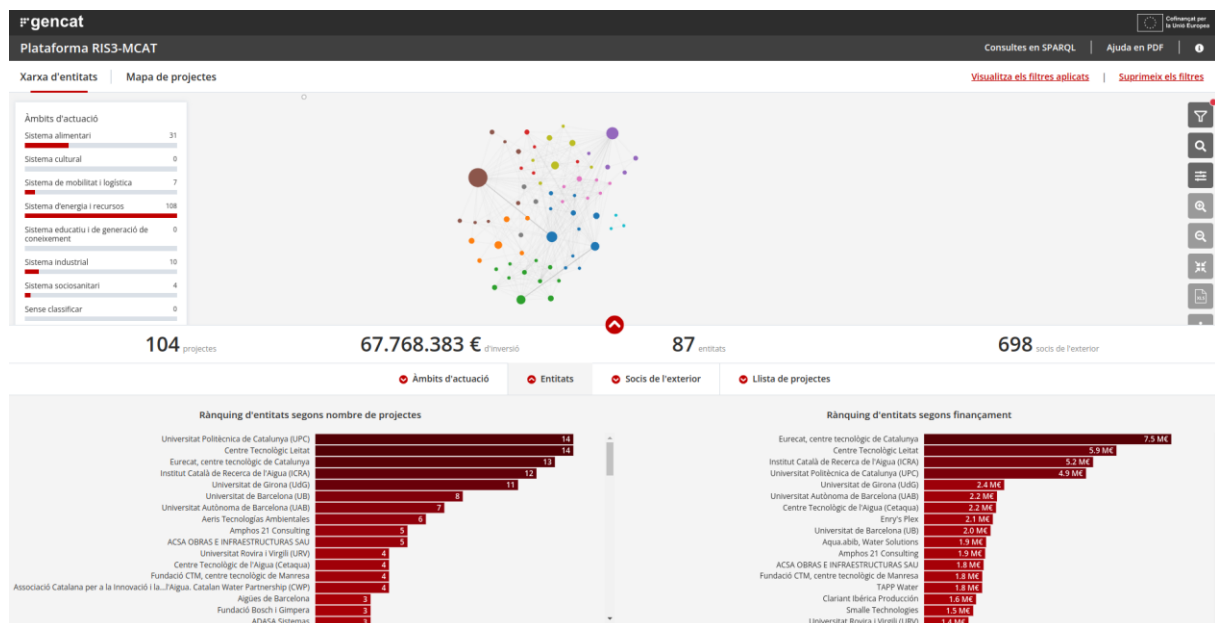 gencat
Cofinançat per
la Unió Europea
Plataforma RIS3-MCAT
Consultes en SPARQL
Ajuda en PDF
Xarxa d'entitats
Mapa de projectes
Visualitza els filtres aplicats
Suprimeix els filtres
Àmbits d'actuació
Sistema alimentari 31
Sistema cultural 0
Sistema de mobilitat i logística 7
Sistema d'energia i recursos 108
Sistema educatiu i de generació de 0
coneixement
Sistema industrial 10
Sistema sociosanitari 4
Sense classificar 0
104 projectes
67.768.383 € d'inversió
87 entitats
698 socis de l'exterior
Àmbits d'actuació
Entitats
Socis de l'exterior
Llista de projectes
Rànquing d'entitats segons nombre de projectes
Universitat Politècnica de Catalunya (UPC) 14
Centre Tecnològic Leitat 14
Eurecat, centre tecnològic de Catalunya 13
Institut Català de Recerca de l'Aigua (ICRA) 12
Universitat de Girona (UdG) 11
Universitat de Barcelona (UB) 8
Universitat Autònoma de Barcelona (UAB) 7
Aeris Tecnologías Ambientales 6
Amphos 21 Consulting 5
ACSA OBRAS E INFRAESTRUCTURAS SAU 5
Universitat Rovira i Virgili (URV) 4
Centre Tecnològic de l'Aigua (Cetaqua) 4
Fundació CTM, centre tecnològic de Manresa 4
Associació Catalana per a la Innovació i la...l'Aigua. Catalan Water Partnership (CWP) 4
Aigües de Barcelona 3
Fundació Bosch i Gimpera 3
ADASA Sistemas 3
Rànquing d'entitats segons finançament
Eurecat, centre tecnològic de Catalunya 7.5 M€
Centre Tecnològic Leitat 5.9 M€
Institut Català de Recerca de l'Aigua (ICRA) 5.2 M€
Universitat Politècnica de Catalunya (UPC) 4.9 M€
Universitat de Girona (UdG) 2.4 M€
Universitat Autònoma de Barcelona (UAB) 2.2 M€
Centre Tecnològic de l'Aigua (Cetaqua) 2.2 M€
Enry's Plex 2.1 M€
Universitat de Barcelona (UB) 2.0 M€
Aqua.abib, Water Solutions 1.9 M€
Amphos 21 Consulting 1.9 M€
ACSA OBRAS E INFRAESTRUCTURAS SAU 1.8 M€
Fundació CTM, centre tecnològic de Manresa 1.8 M€
TAPP Water 1.8 M€
Clariant Ibérica Producción 1.6 M€
Smalle Technologies 1.5 M€
Universitat Rovira i Virgili (URV) 1.4 M€